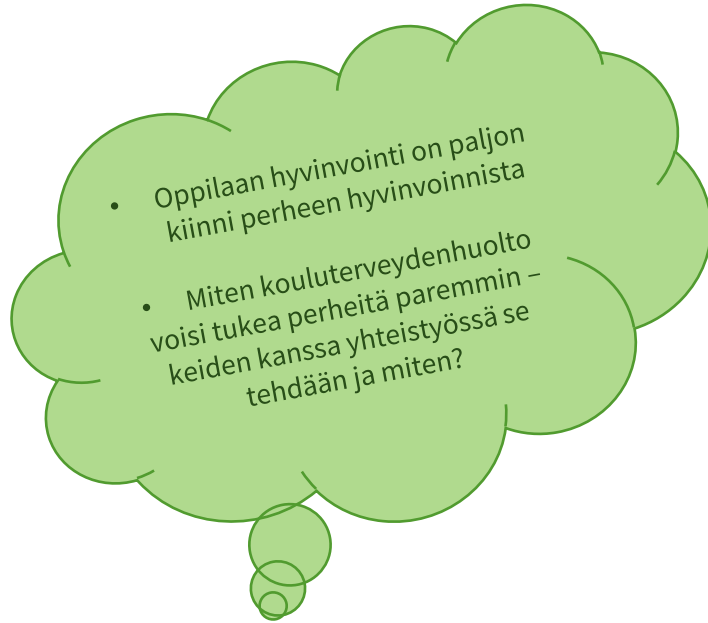 • Oppilaan hyvinvointi on paljon
kiinni perheen hyvinvoinnista
• Miten kouluterveydenhuolto
voisi tukea perheitä paremmin –
keiden kanssa yhteistyössä se
tehdään ja miten?